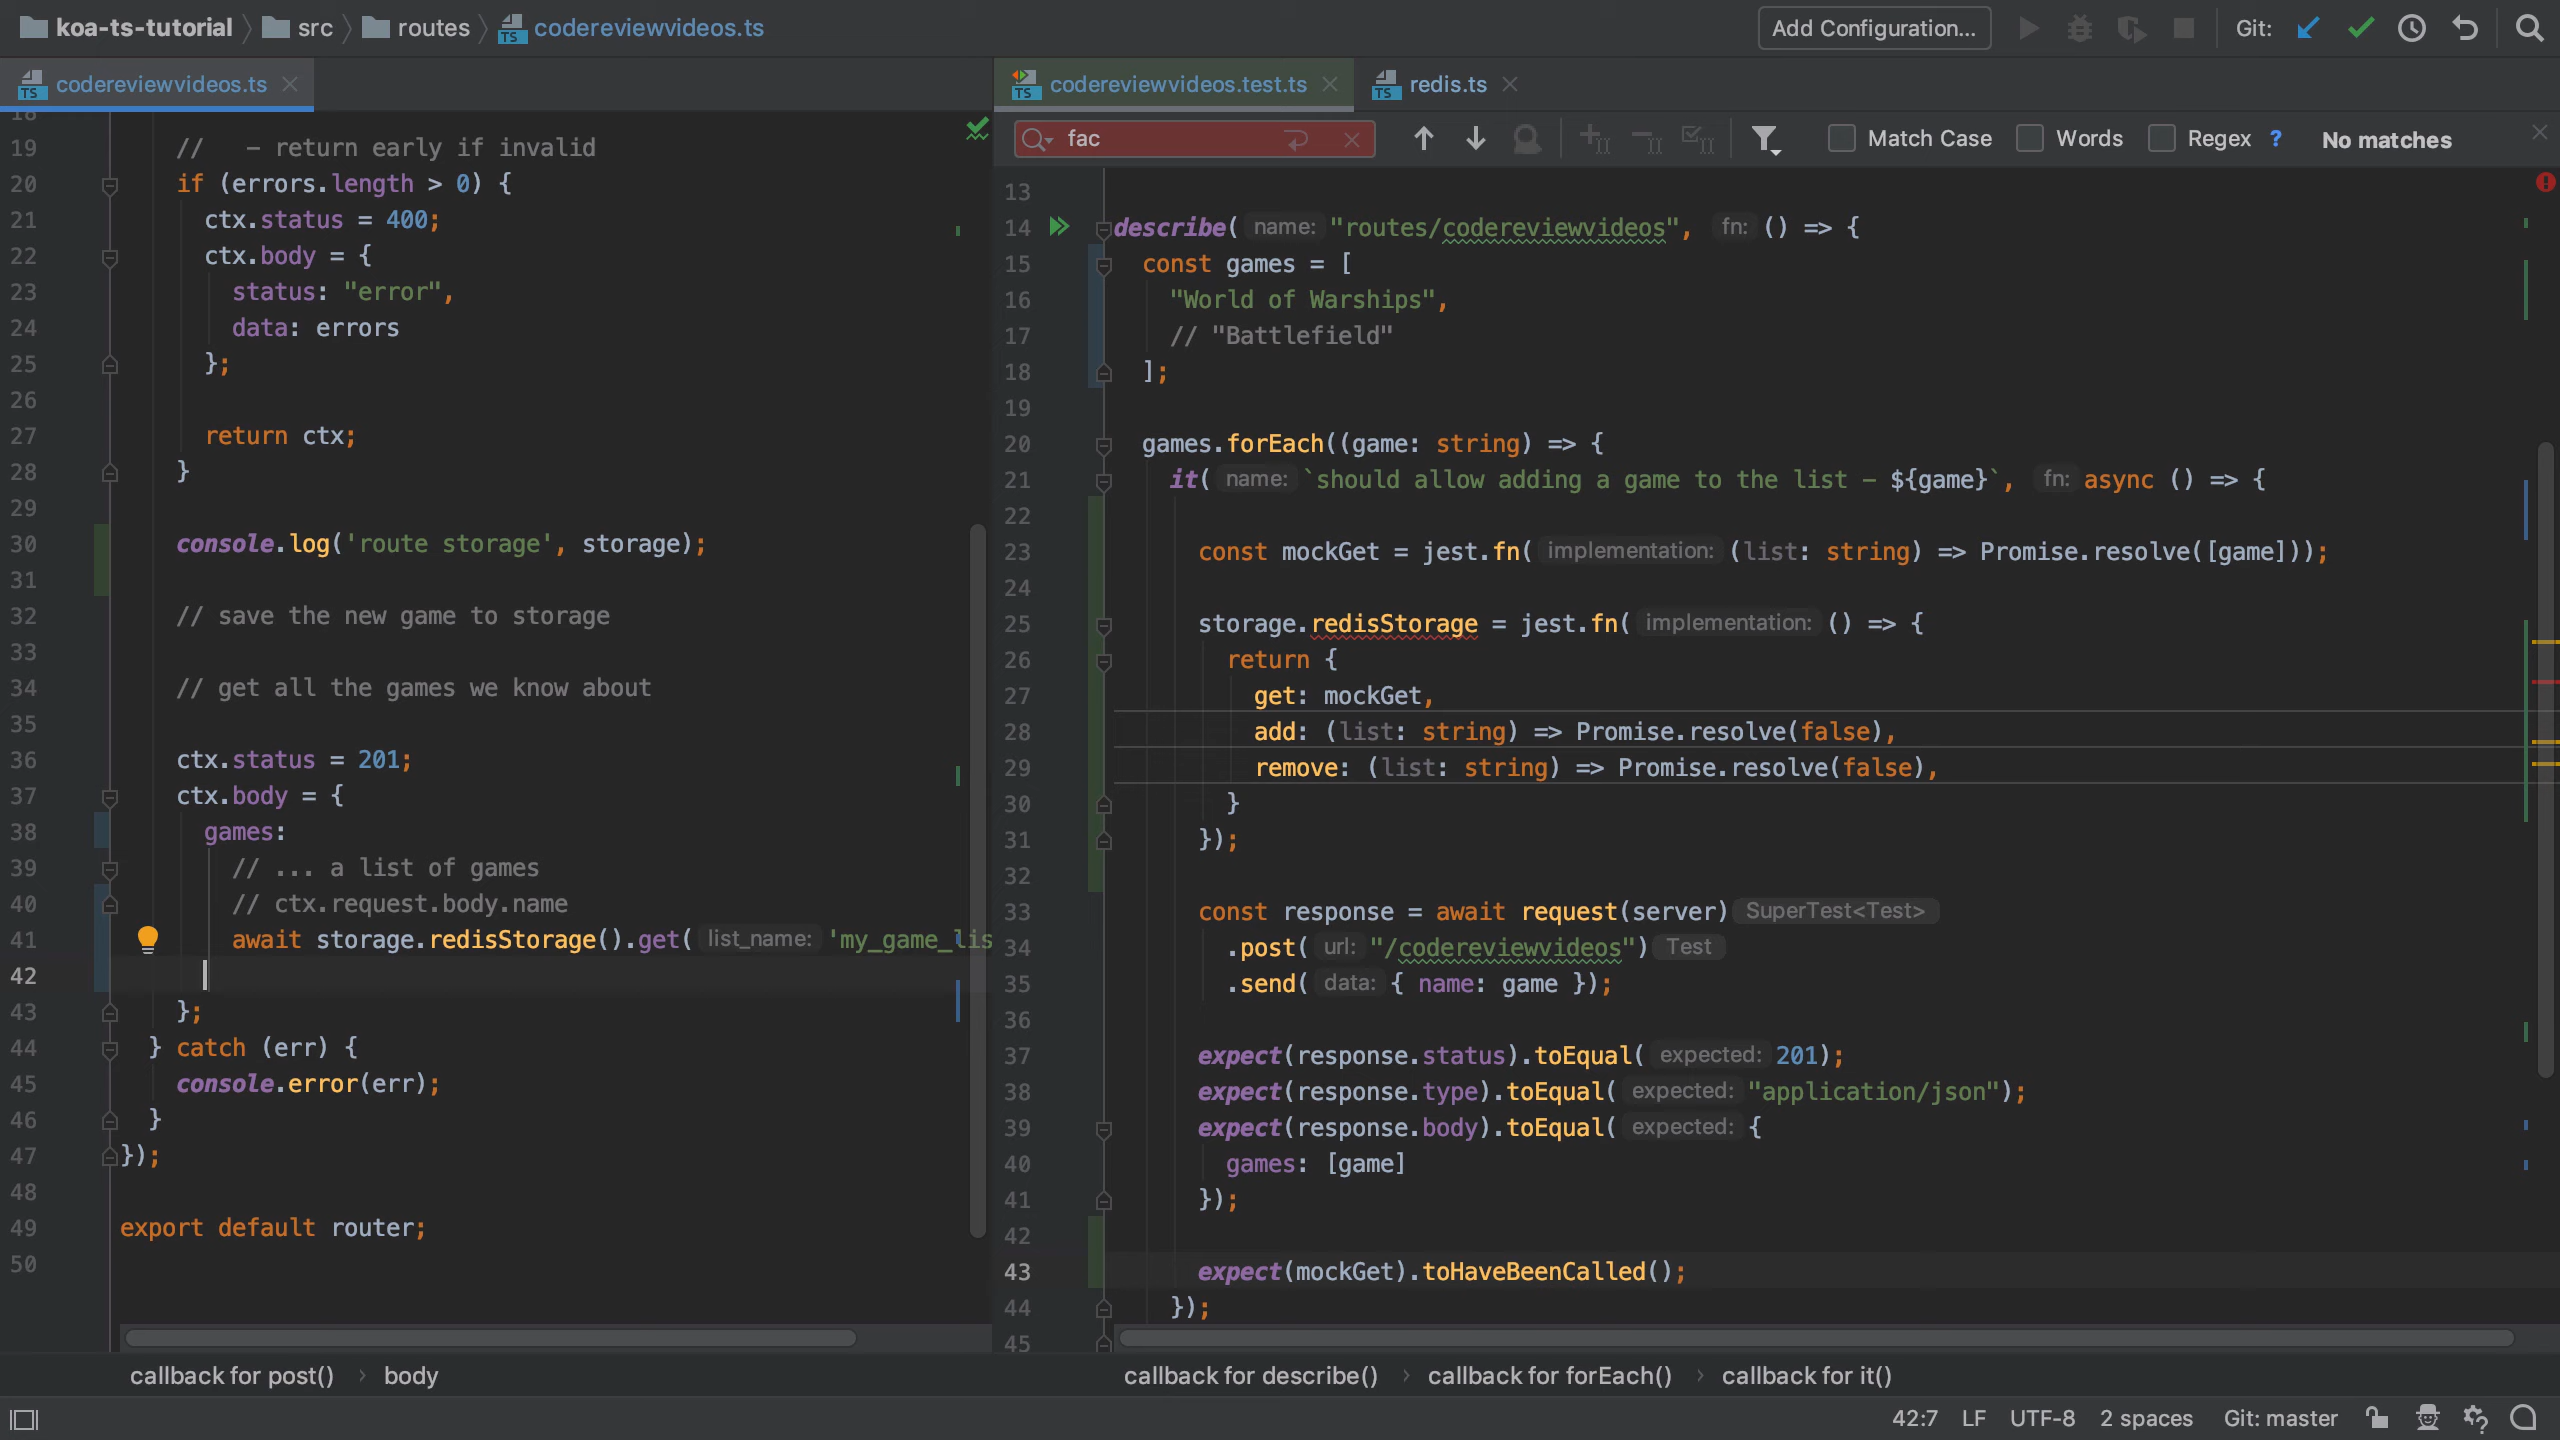 koa-ts-tutorial src routes codereviewvideos.ts Add Configuration... Git:
codereviewvideos.ts
18
19 //   – return early if invalid
20 if (errors.length > 0) {
21 ctx.status = 400;
22 ctx.body = {
23 status: "error",
24 data: errors
25 };
26
27 return ctx;
28 }
29
30 console.log('route storage', storage);
31
32 // save the new game to storage
33
34 // get all the games we know about
35
36 ctx.status = 201;
37 ctx.body = {
38 games:
39 // ... a list of games
40 // ctx.request.body.name
41 await storage.redisStorage().get( list_name: 'my_game_lis
42
43 };
44 } catch (err) {
45 console.error(err);
46 }
47 });
48
49 export default router;
50
callback for post() › body
codereviewvideos.test.ts redis.ts
fac Match Case Words Regex ? No matches
13
14 describe( name: "routes/codereviewvideos", fn: () => {
15 const games = [
16 "World of Warships",
17 // "Battlefield"
18 ];
19
20 games.forEach((game: string) => {
21 it( name: `should allow adding a game to the list – ${game}`, fn: async () => {
22
23 const mockGet = jest.fn( implementation: (list: string) => Promise.resolve([game]));
24
25 storage.redisStorage = jest.fn( implementation: () => {
26 return {
27 get: mockGet,
28 add: (list: string) => Promise.resolve(false),
29 remove: (list: string) => Promise.resolve(false),
30 }
31 });
32
33 const response = await request(server) SuperTest<Test>
34 .post( url: "/codereviewvideos") Test
35 .send( data: { name: game });
36
37 expect(response.status).toEqual( expected: 201);
38 expect(response.type).toEqual( expected: "application/json");
39 expect(response.body).toEqual( expected: {
40 games: [game]
41 });
42
43 expect(mockGet).toHaveBeenCalled();
44 });
45
callback for describe() › callback for forEach() › callback for it()
42:7 LF UTF-8 2 spaces Git: master